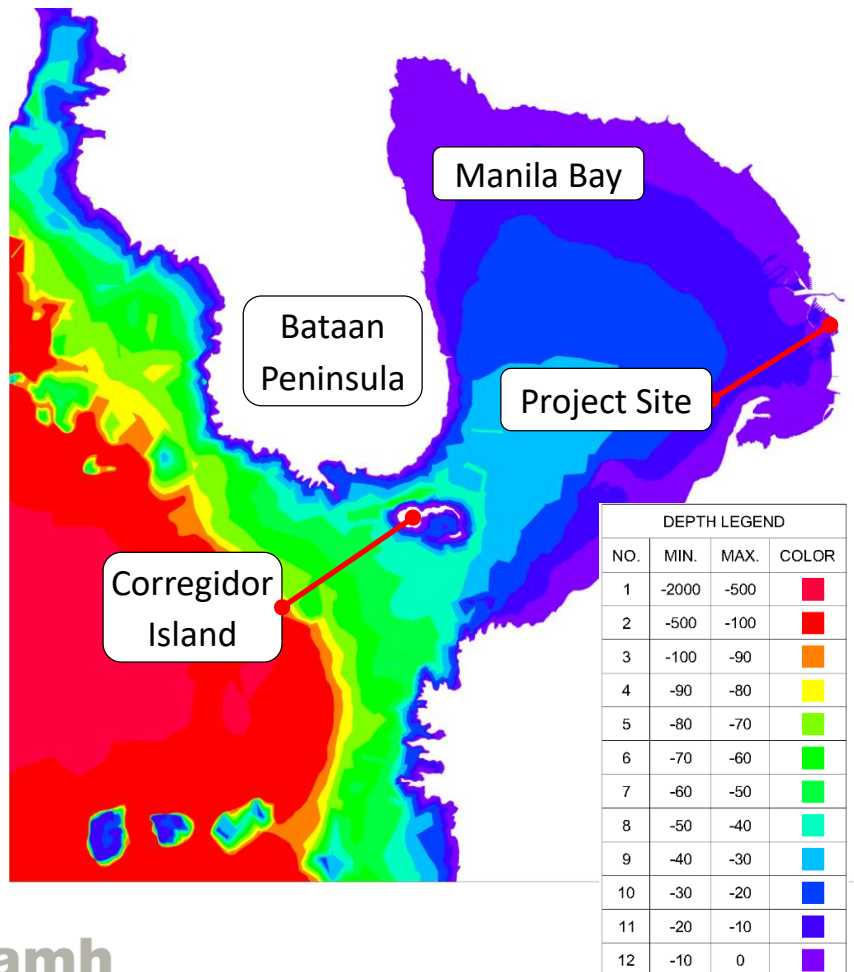 Manila Bay
Bataan
Peninsula
Project Site
Corregidor
Island
DEPTH LEGEND
NO. MIN. MAX. COLOR
1 -2000 -500
2 -500 -100
3 -100 -90
4 -90 -80
5 -80 -70
6 -70 -60
7 -60 -50
8 -50 -40
9 -40 -30
10 -30 -20
11 -20 -10
12 -10 0
amh